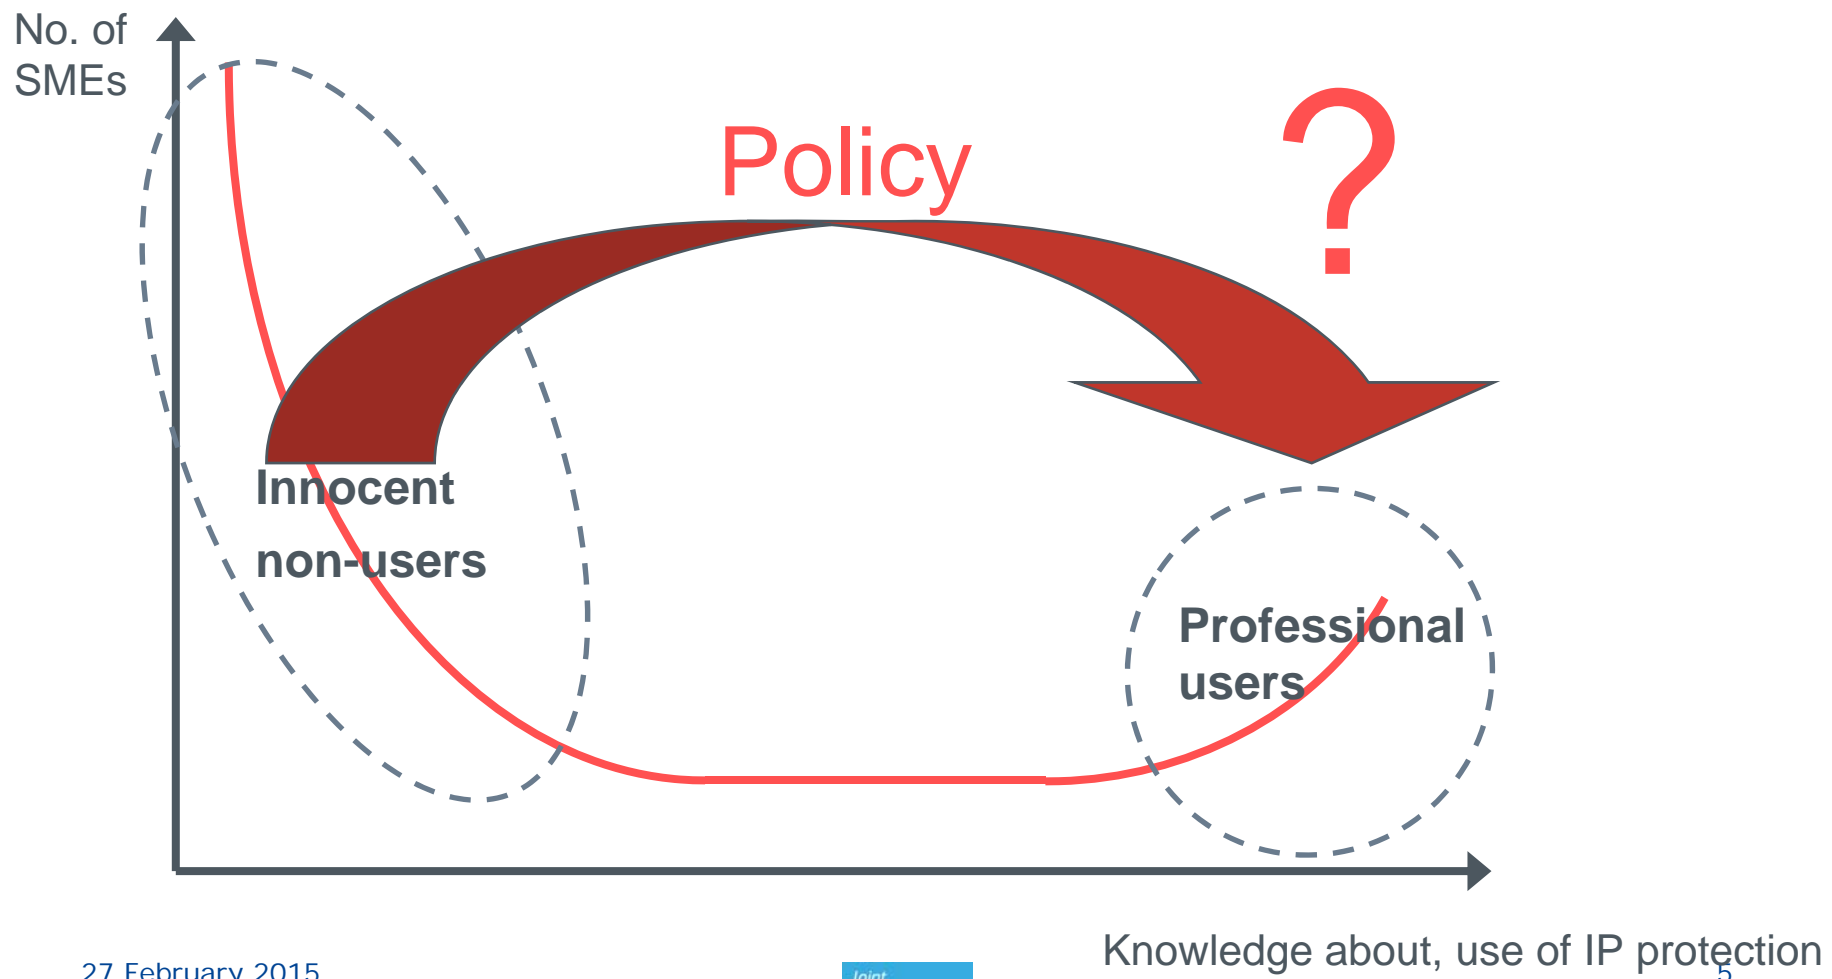 No. of
SMEs
Policy
?
Innocent
non-users
Professional
users
Knowledge about, use of IP protection
27 February 2015
Joint
5